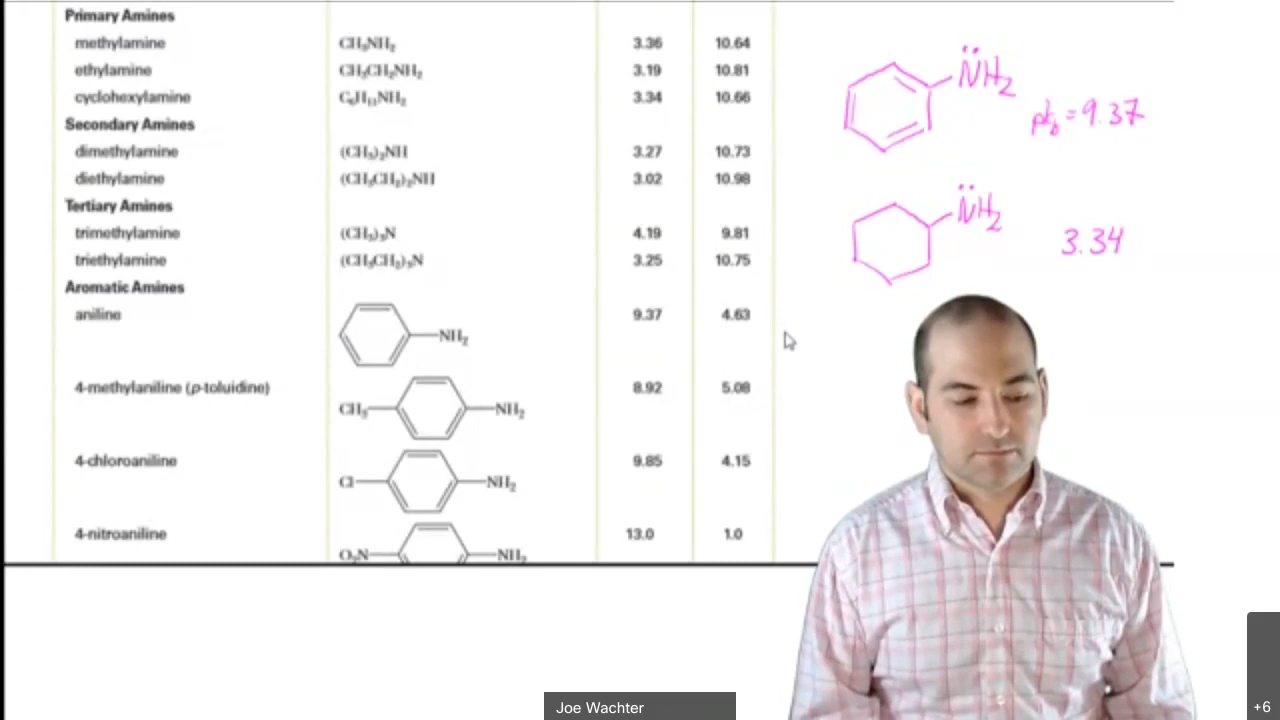 Primary Amines
methylamine CH₃NH₂ 3.36 10.64
ethylamine CH₃CH₂NH₂ 3.19 10.81
cyclohexylamine C₆H₁₁NH₂ 3.34 10.66
Secondary Amines
dimethylamine (CH₃)₂NH 3.27 10.73
diethylamine (CH₃CH₂)₂NH 3.02 10.98
Tertiary Amines
trimethylamine (CH₃)₃N 4.19 9.81
triethylamine (CH₃CH₂)₃N 3.25 10.75
Aromatic Amines
aniline 9.37 4.63
NH₂
4-methylaniline (p-toluidine) 8.92 5.08
CH₃ NH₂
4-chloroaniline 9.85 4.15
Cl NH₂
4-nitroaniline 13.0 1.0
O₂N NH₂
N̈H₂
pKb = 9.37
N̈H₂
3.34
Joe Wachter
+6